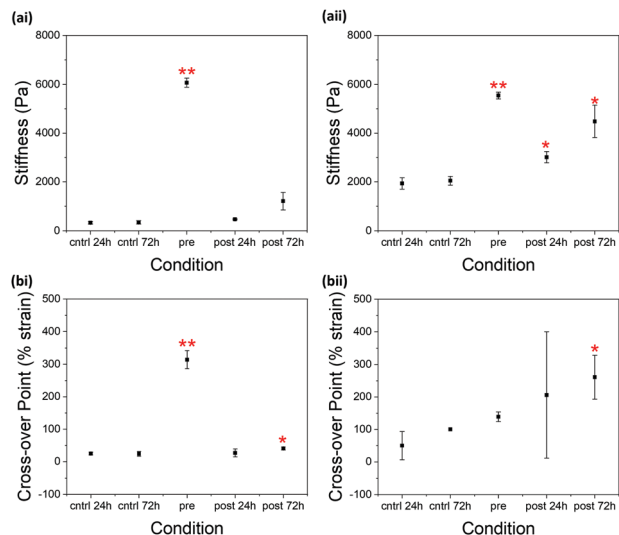 (ai)
8000
6000
4000
2000
0
Stiffness (Pa)
**
cntrl 24h cntrl 72h pre post 24h post 72h
Condition
(aii)
8000
6000
4000
2000
0
Stiffness (Pa)
**
*
*
cntrl 24h cntrl 72h pre post 24h post 72h
Condition
(bi)
500
400
300
200
100
0
-100
Cross-over Point (% strain)
**
*
cntrl 24h cntrl 72h pre post 24h post 72h
Condition
(bii)
500
400
300
200
100
0
-100
Cross-over Point (% strain)
*
cntrl 24h cntrl 72h pre post 24h post 72h
Condition